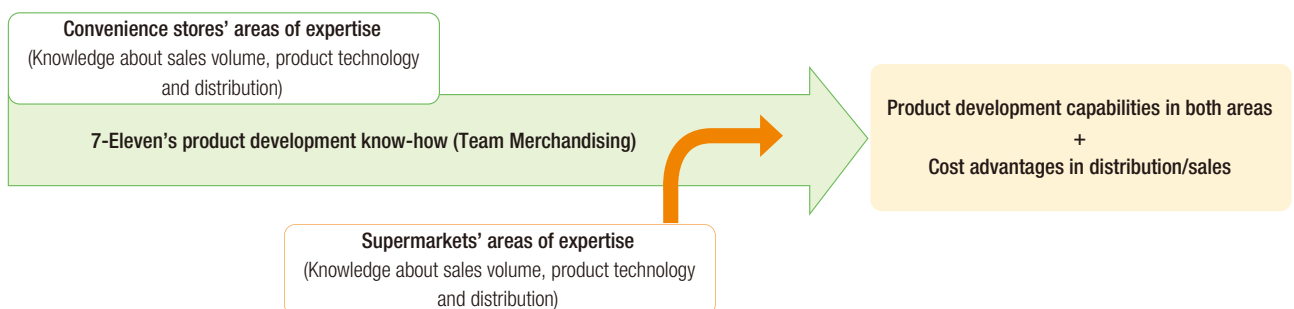 Convenience stores’ areas of expertise
(Knowledge about sales volume, product technology
and distribution)
7-Eleven’s product development know-how (Team Merchandising)
Supermarkets’ areas of expertise
(Knowledge about sales volume, product technology
and distribution)
Product development capabilities in both areas
+
Cost advantages in distribution/sales